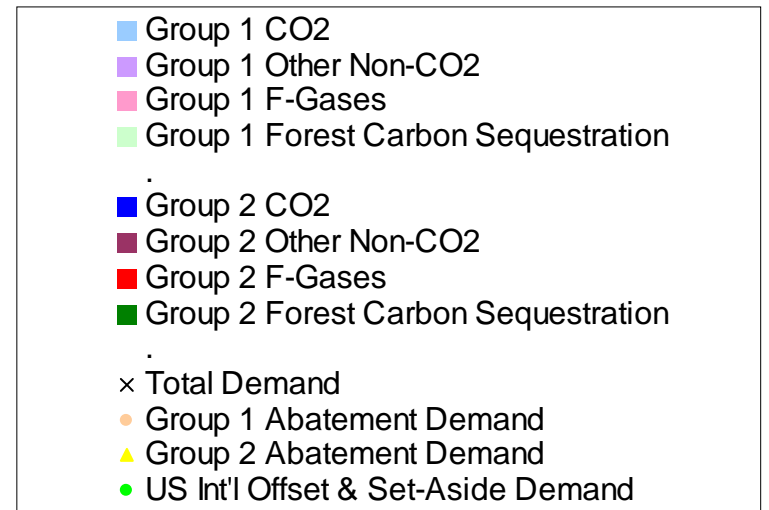 Group 1 CO2
Group 1 Other Non-CO2
Group 1 F-Gases
Group 1 Forest Carbon Sequestration
.
Group 2 CO2
Group 2 Other Non-CO2
Group 2 F-Gases
Group 2 Forest Carbon Sequestration
.
Total Demand
Group 1 Abatement Demand
Group 2 Abatement Demand
US Int'l Offset & Set-Aside Demand